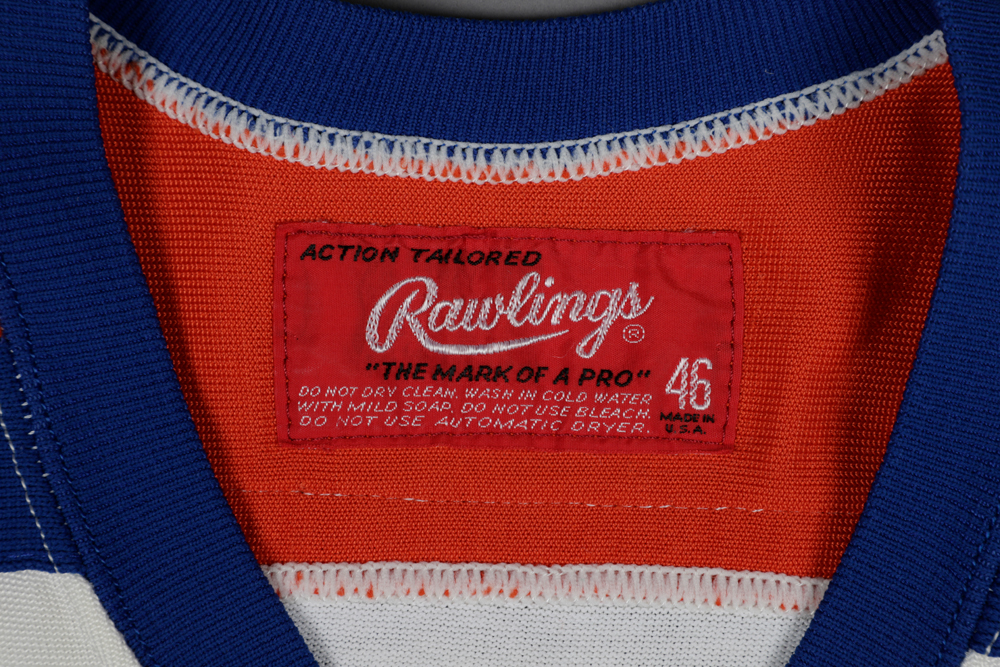 ACTION TAILORED
Rawlings®
"THE MARK OF A PRO"
DO NOT DRY CLEAN. WASH IN COLD WATER
WITH MILD SOAP. DO NOT USE BLEACH.
DO NOT USE AUTOMATIC DRYER.
46
MADE IN
U.S.A.